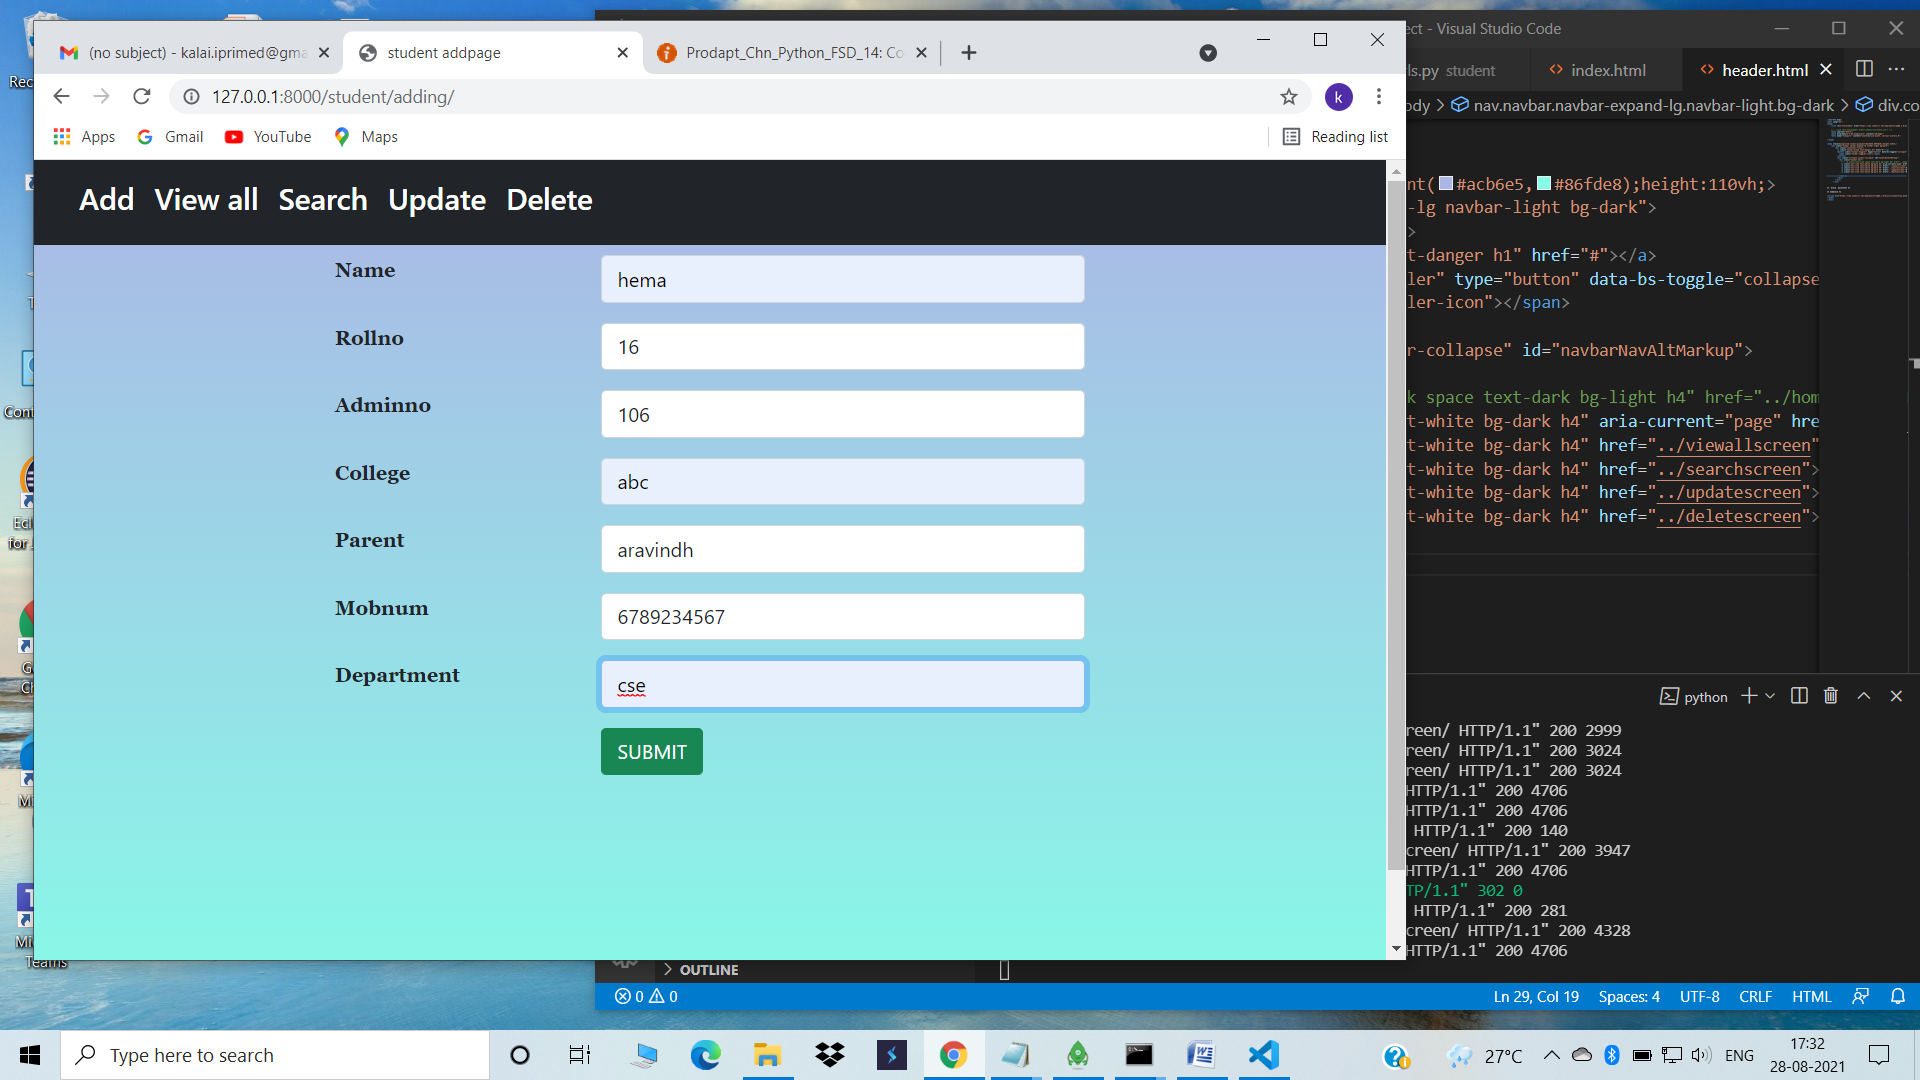 (no subject) - kalai.iprimed@gma
student addpage
Prodapt_Chn_Python_FSD_14: Co
127.0.0.1:8000/student/adding/
k
Apps
Gmail
YouTube
Maps
Reading list
Add View all Search Update Delete
Name
hema
Rollno
16
Adminno
106
College
abc
Parent
aravindh
Mobnum
6789234567
Department
cse
SUBMIT
ect - Visual Studio Code
ls.py student
index.html
header.html
ody > nav.navbar.navbar-expand-lg.navbar-light.bg-dark > div.co
nt(#acb6e5,#86fde8);height:110vh;>
-lg navbar-light bg-dark">
>
t-danger h1" href="#"></a>
ler" type="button" data-bs-toggle="collapse
ler-icon"></span>
r-collapse" id="navbarNavAltMarkup">
k space text-dark bg-light h4" href="../hom
t-white bg-dark h4" aria-current="page" hre
t-white bg-dark h4" href="../viewallscreen"
t-white bg-dark h4" href="../searchscreen">
t-white bg-dark h4" href="../updatescreen">
t-white bg-dark h4" href="../deletescreen">
python
reen/ HTTP/1.1" 200 2999
reen/ HTTP/1.1" 200 3024
reen/ HTTP/1.1" 200 3024
HTTP/1.1" 200 4706
HTTP/1.1" 200 4706
HTTP/1.1" 200 140
creen/ HTTP/1.1" 200 3947
HTTP/1.1" 200 4706
TP/1.1" 302 0
HTTP/1.1" 200 281
creen/ HTTP/1.1" 200 4328
HTTP/1.1" 200 4706
> OUTLINE
0 0
Ln 29, Col 19 Spaces: 4 UTF-8 CRLF HTML
Rec
Cont
Ecl
for
G
Ch
Mi
Mi
Teams
Type here to search
27°C
ENG
17:32
28-08-2021